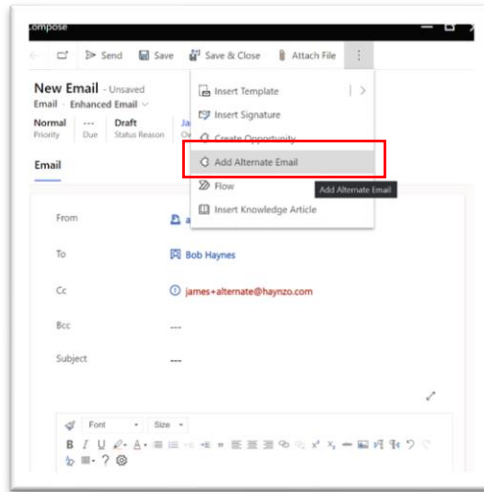 Compose
Send Save Save & Close Attach File
New Email - Unsaved
Email · Enhanced Email
Normal --- Draft
Priority Due Status Reason
Insert Template
Insert Signature
Create Opportunity
Add Alternate Email
Flow
Add Alternate Email
Insert Knowledge Article
Email
From
To Bob Haynes
Cc james+alternate@haynzo.com
Bcc ---
Subject ---
Font Size
B I U A